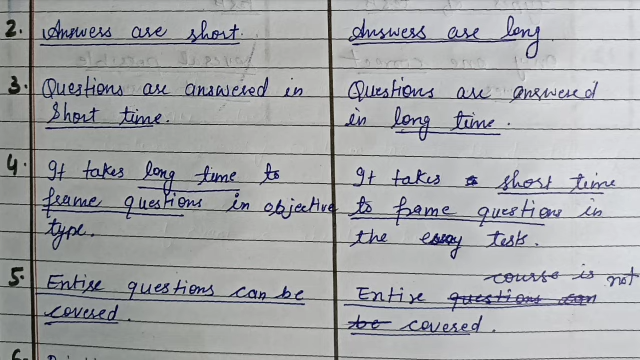 2. Answers are short.
Answers are long.
3. Questions are answered in
short time.
Questions are answered
in long time.
4. It takes long time to
frame questions in objective
type.
It takes short time
to frame questions in
the essay tests.
5. Entire questions can be
covered.
course is not
Entire questions can
be covered.
6.